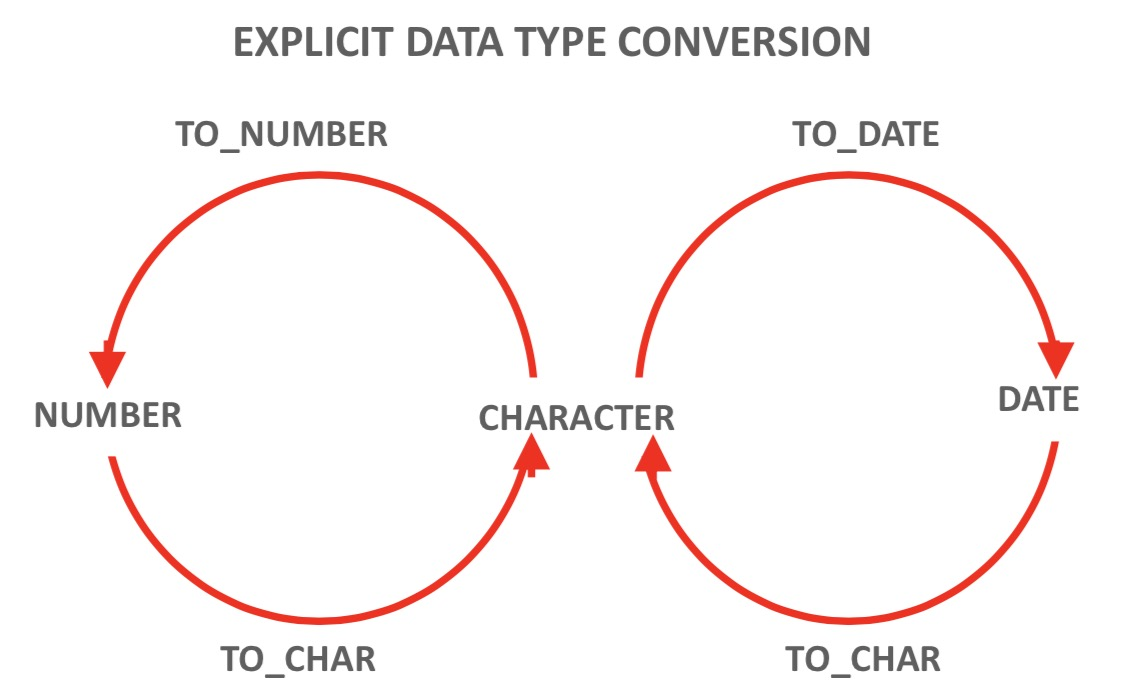 EXPLICIT DATA TYPE CONVERSION
TO_NUMBER
TO_DATE
NUMBER
CHARACTER
DATE
TO_CHAR
TO_CHAR